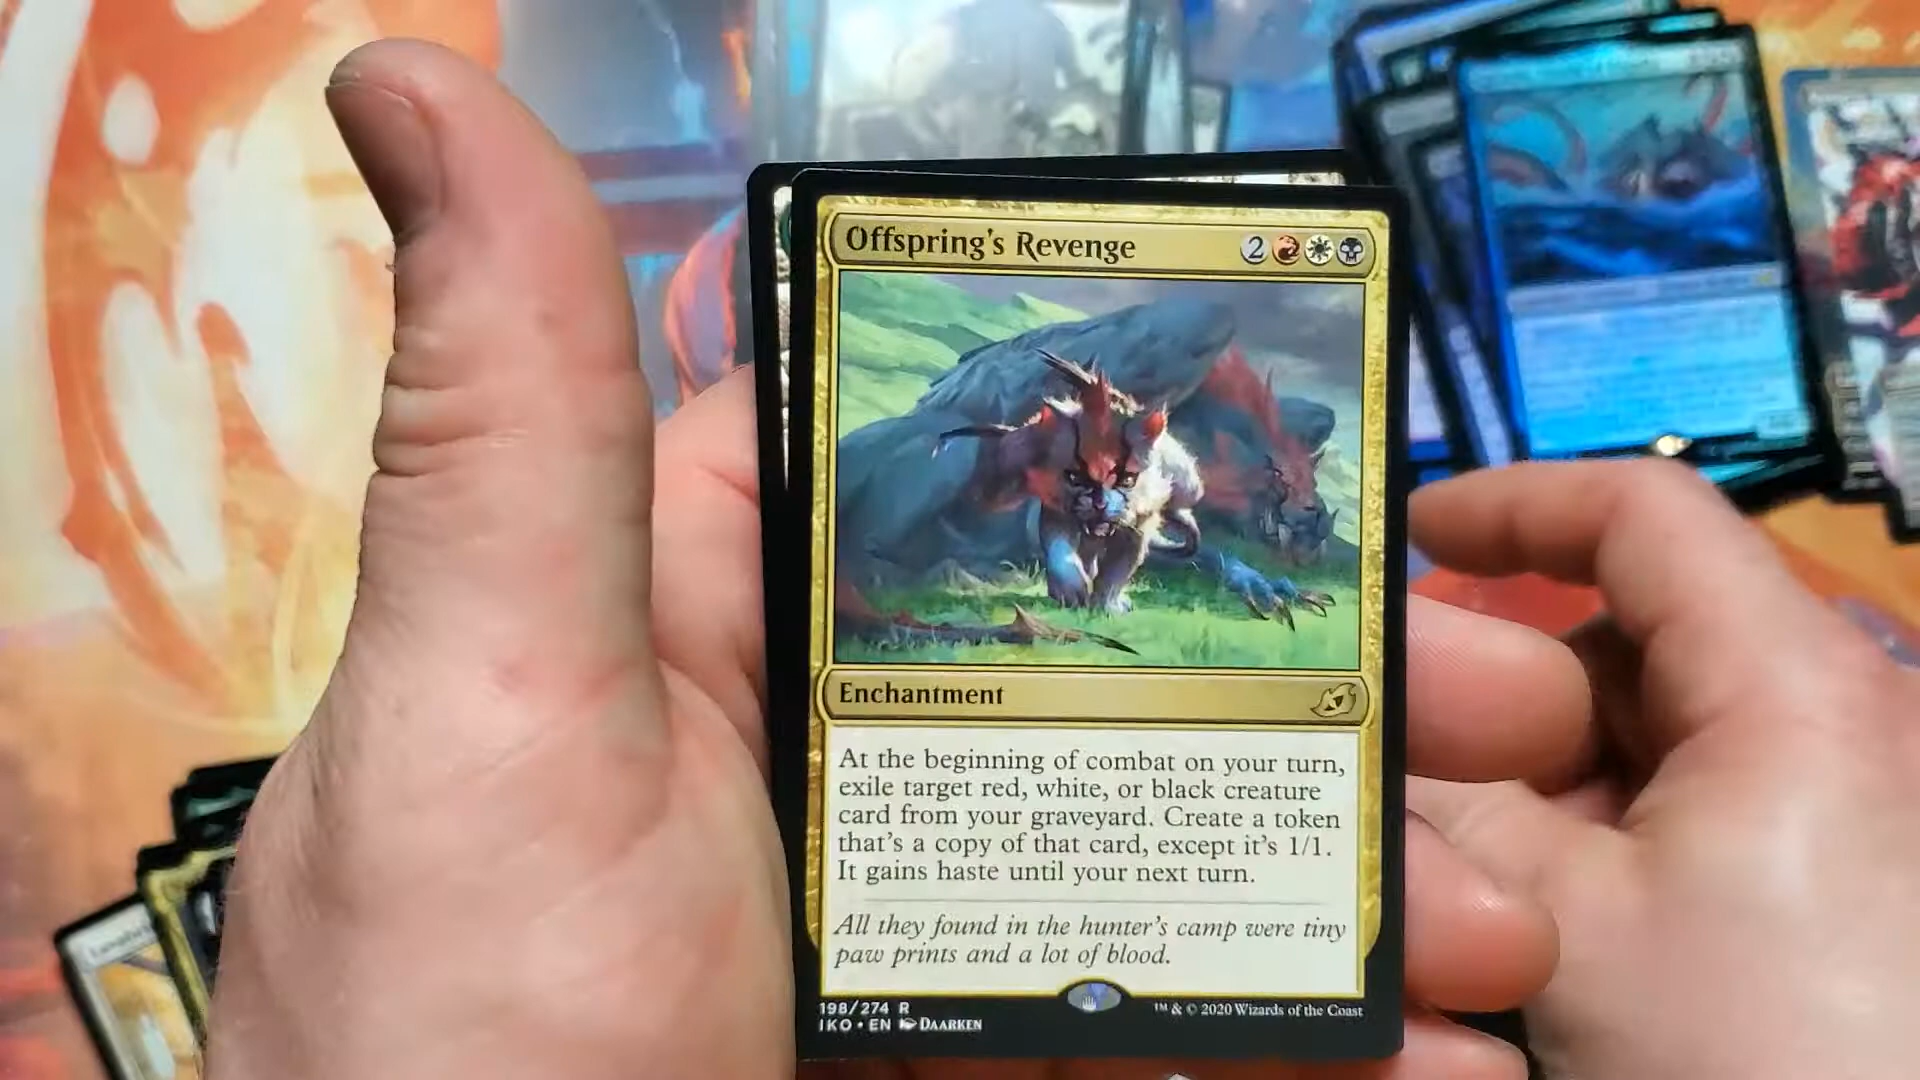 Offspring's Revenge 2
Enchantment
At the beginning of combat on your turn,
exile target red, white, or black creature
card from your graveyard. Create a token
that's a copy of that card, except it's 1/1.
It gains haste until your next turn.
All they found in the hunter's camp were tiny
paw prints and a lot of blood.
198/274 R
IKO • EN DAARKEN
™ & © 2020 Wizards of the Coast